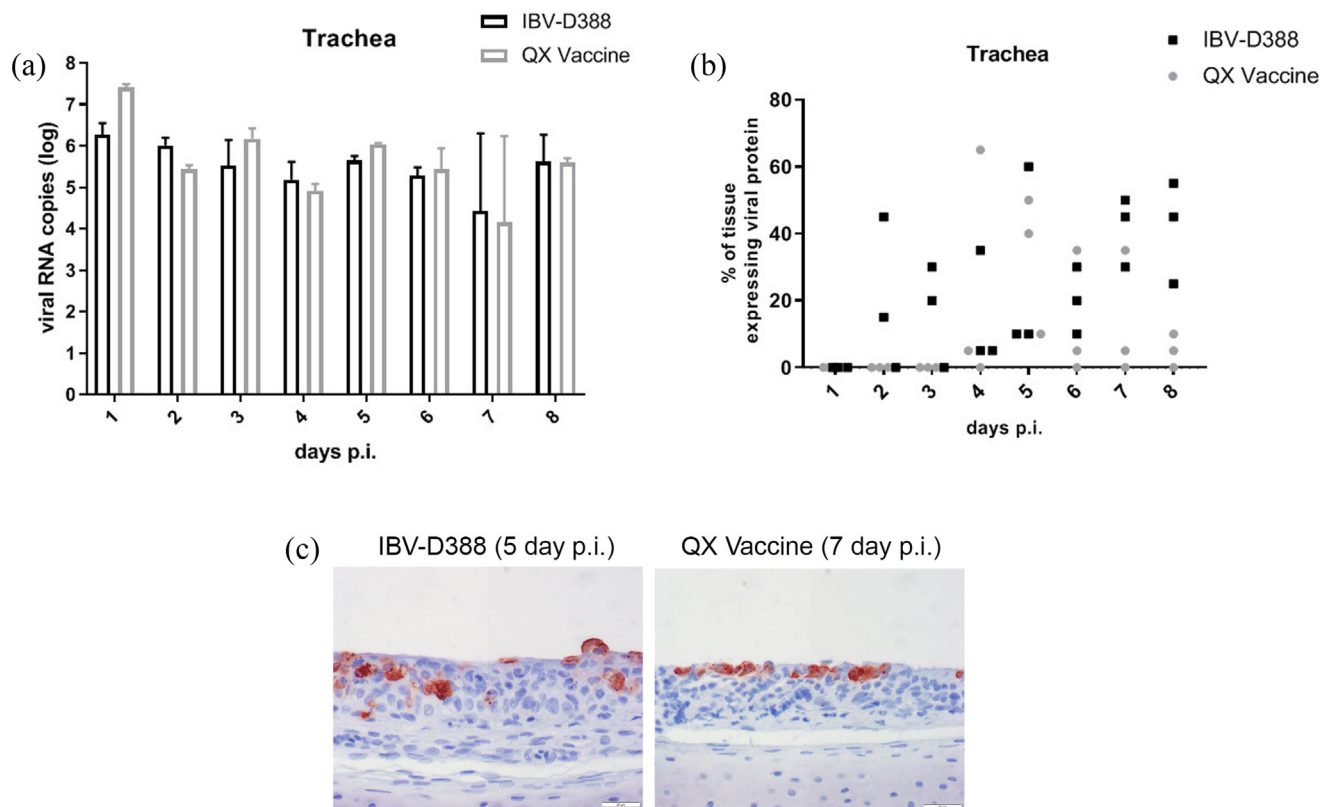 (a)
Trachea
IBV-D388
QX Vaccine
viral RNA copies (log)
8
7
6
5
4
3
2
1
0
1 2 3 4 5 6 7 8
days p.i.
(b)
Trachea
IBV-D388
QX Vaccine
% of tissue
expressing viral protein
80
60
40
20
0
1 2 3 4 5 6 7 8
days p.i.
(c)
IBV-D388 (5 day p.i.)
QX Vaccine (7 day p.i.)